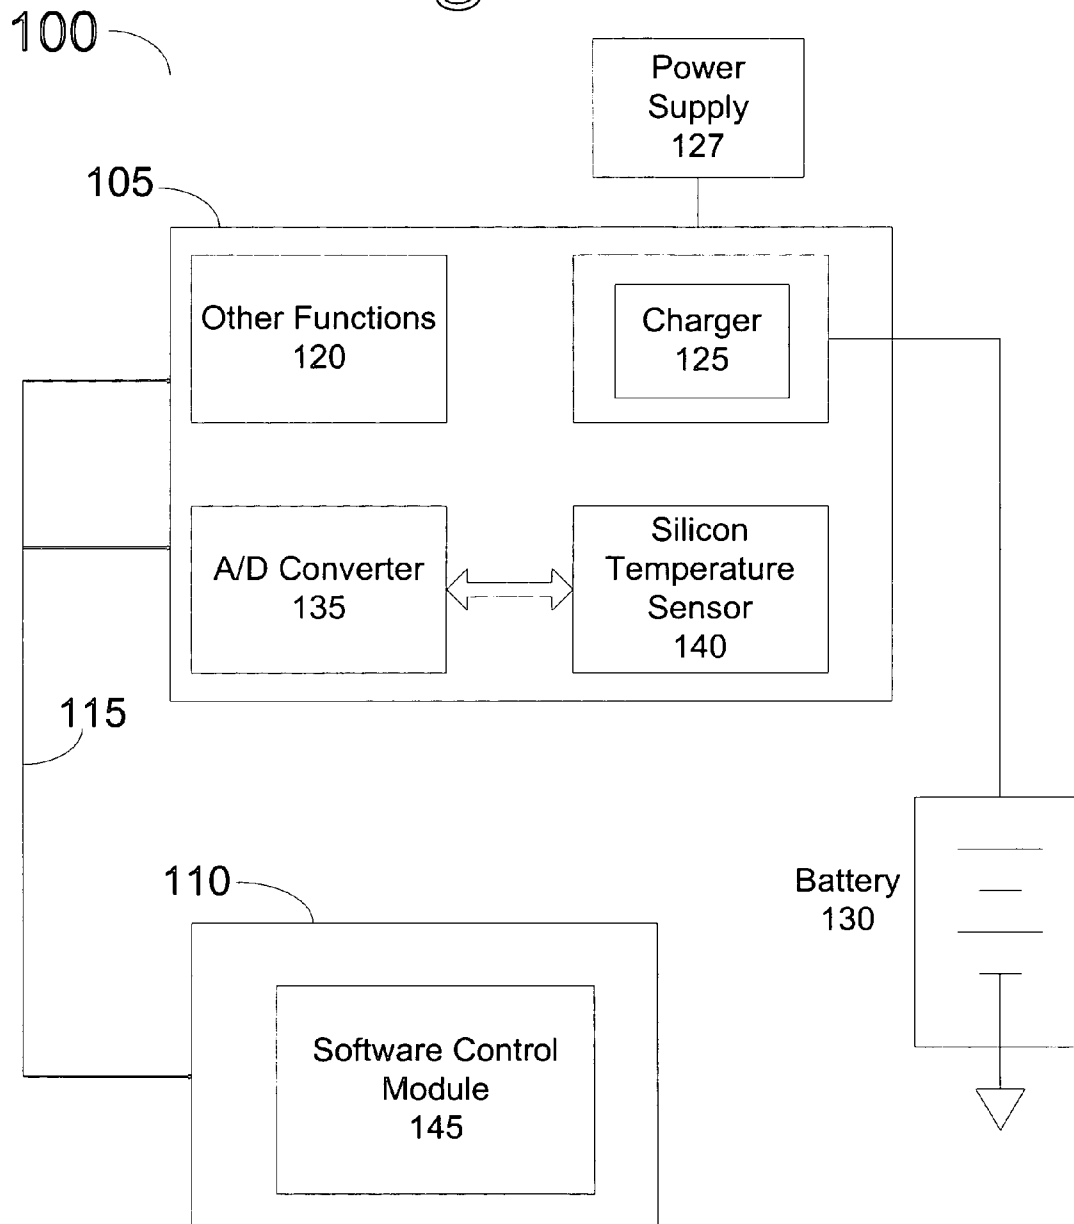 100
Power
Supply
127
105
Other Functions
120
Charger
125
A/D Converter
135
Silicon
Temperature
Sensor
140
115
110
Battery
130
Software Control
Module
145